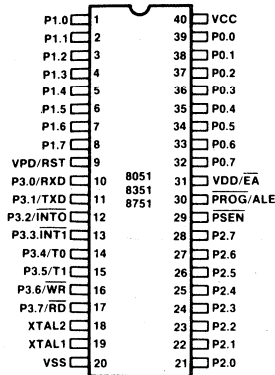 P1.0 1 40 VCC
P1.1 2 39 P0.0
P1.2 3 38 P0.1
P1.3 4 37 P0.2
P1.4 5 36 P0.3
P1.5 6 35 P0.4
P1.6 7 34 P0.5
P1.7 8 33 P0.6
VPD/RST 9 32 P0.7
P3.0/RXD 10 8051 31 VDD/EA
P3.1/TXD 11 8351 30 PROG/ALE
P3.2/INTO 12 8751 29 PSEN
P3.3.INT1 13 28 P2.7
P3.4/T0 14 27 P2.6
P3.5/T1 15 26 P2.5
P3.6/WR 16 25 P2.4
P3.7/RD 17 24 P2.3
XTAL2 18 23 P2.2
XTAL1 19 22 P2.1
VSS 20 21 P2.0